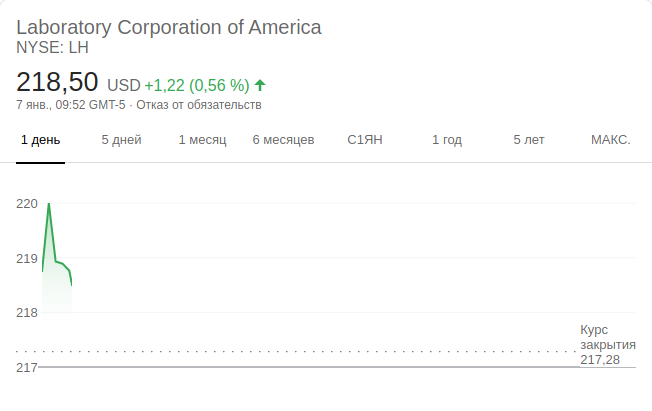 Laboratory Corporation of America
NYSE: LH
218,50 USD +1,22 (0,56 %)
7 янв., 09:52 GMT-5 · Отказ от обязательств
1 день 5 дней 1 месяц 6 месяцев С1ЯН 1 год 5 лет МАКС.
220
219
218
Курс
закрытия
217,28
217